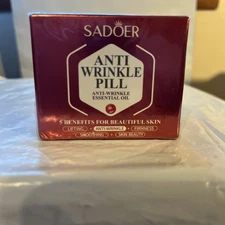 SADOER
ANTI
WRINKLE
PILL
ANTI-WRINKLE
ESSENTIAL OIL
5 BENEFITS FOR BEAUTIFUL SKIN
LIFTING ANTI-WRINKLE FIRMNESS
SMOOTHING SKIN BEAUTY